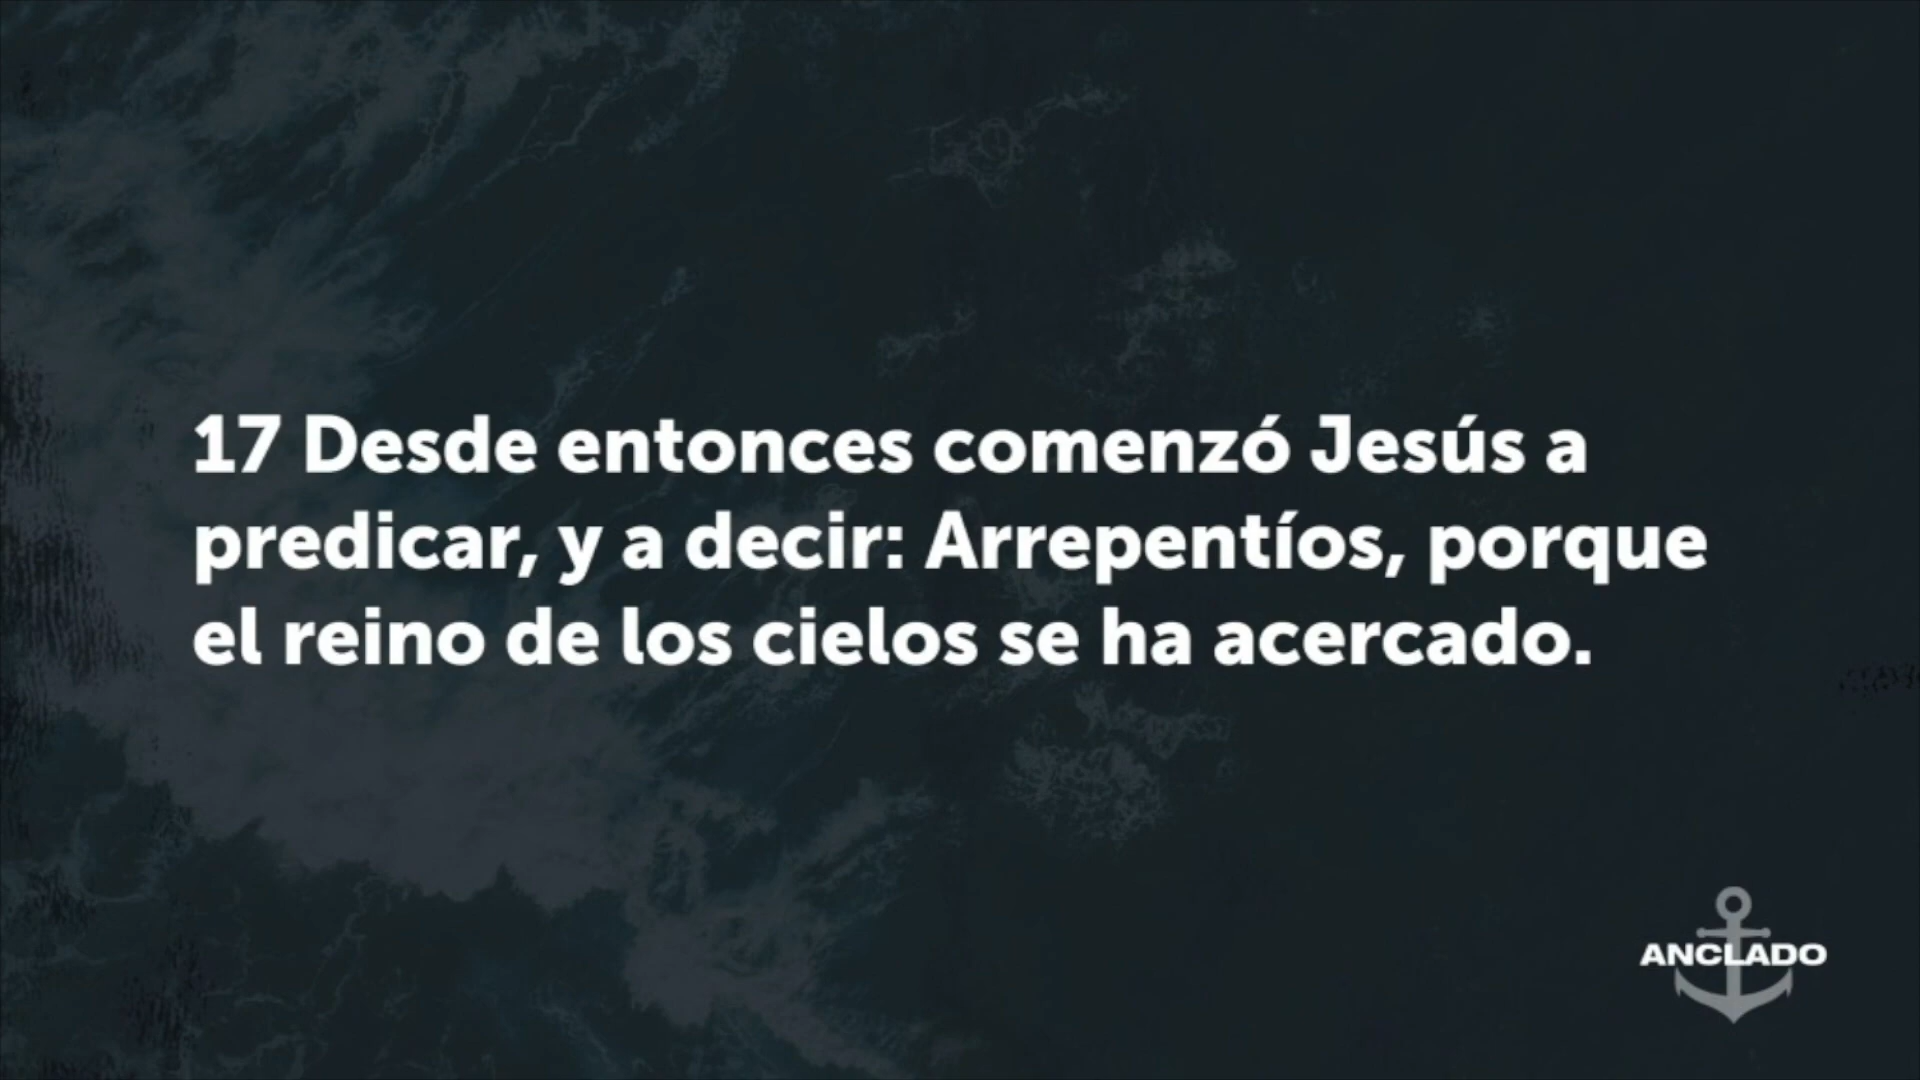 17 Desde entonces comenzó Jesús a
predicar, y a decir: Arrepentíos, porque
el reino de los cielos se ha acercado.
ANCLADO